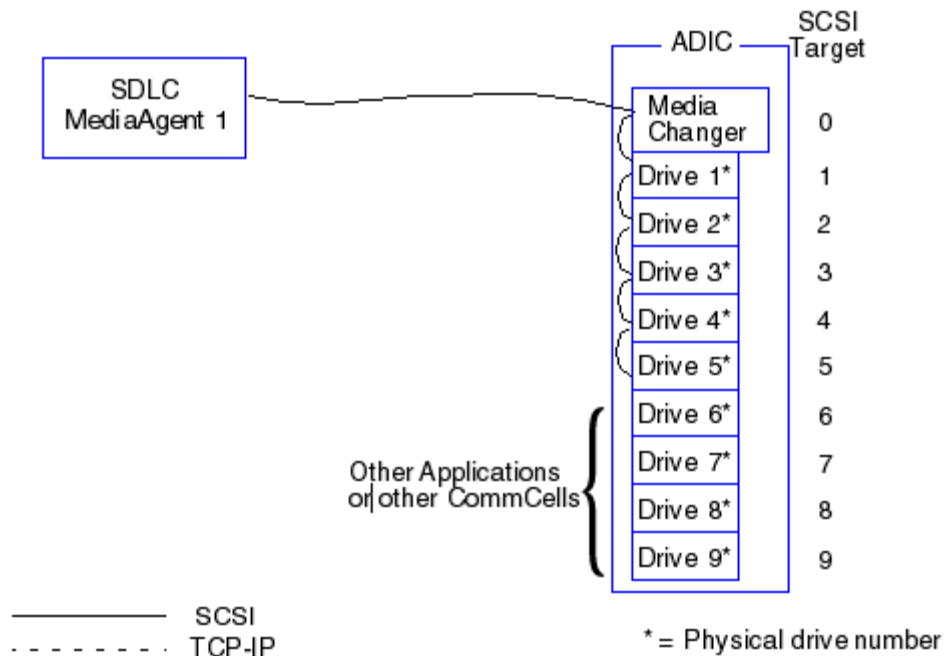 SDLC
MediaAgent 1
ADIC
SCSI
Target
Media
Changer
0
Drive 1*
1
Drive 2*
2
Drive 3*
3
Drive 4*
4
Drive 5*
5
Drive 6*
6
Drive 7*
7
Drive 8*
8
Drive 9*
9
Other Applications
or other CommCells
SCSI
TCP-IP
* = Physical drive number